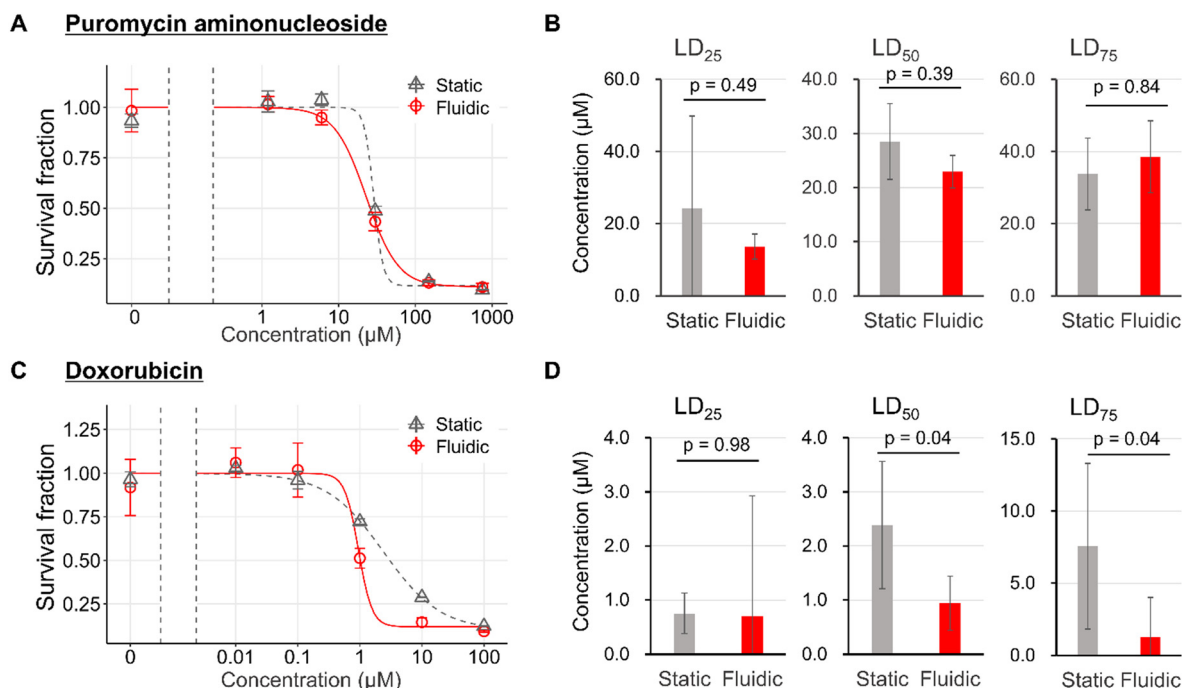 A Puromycin aminonucleoside
Static
Fluidic
Survival fraction
1.00
0.75
0.50
0.25
0 1 10 100 1000
Concentration (µM)
B
LD25 LD50 LD75
Concentration (µM)
60.0
40.0
20.0
0.0
p = 0.49
Static Fluidic
40.0
30.0
20.0
10.0
0.0
p = 0.39
Static Fluidic
60.0
40.0
20.0
0.0
p = 0.84
Static Fluidic
C Doxorubicin
Static
Fluidic
Survival fraction
1.25
1.00
0.75
0.50
0.25
0 0.01 0.1 1 10 100
Concentration (µM)
D
LD25 LD50 LD75
Concentration (µM)
4.0
3.0
2.0
1.0
0.0
p = 0.98
Static Fluidic
4.0
3.0
2.0
1.0
0.0
p = 0.04
Static Fluidic
15.0
10.0
5.0
0.0
p = 0.04
Static Fluidic